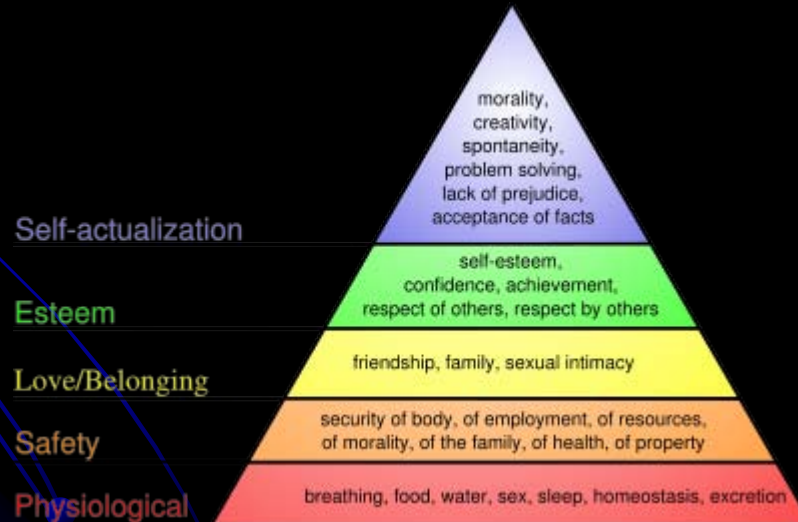 morality,
creativity,
spontaneity,
problem solving,
lack of prejudice,
acceptance of facts
Self-actualization
self-esteem,
confidence, achievement,
respect of others, respect by others
Esteem
friendship, family, sexual intimacy
Love/Belonging
security of body, of employment, of resources,
of morality, of the family, of health, of property
Safety
breathing, food, water, sex, sleep, homeostasis, excretion
Physiological